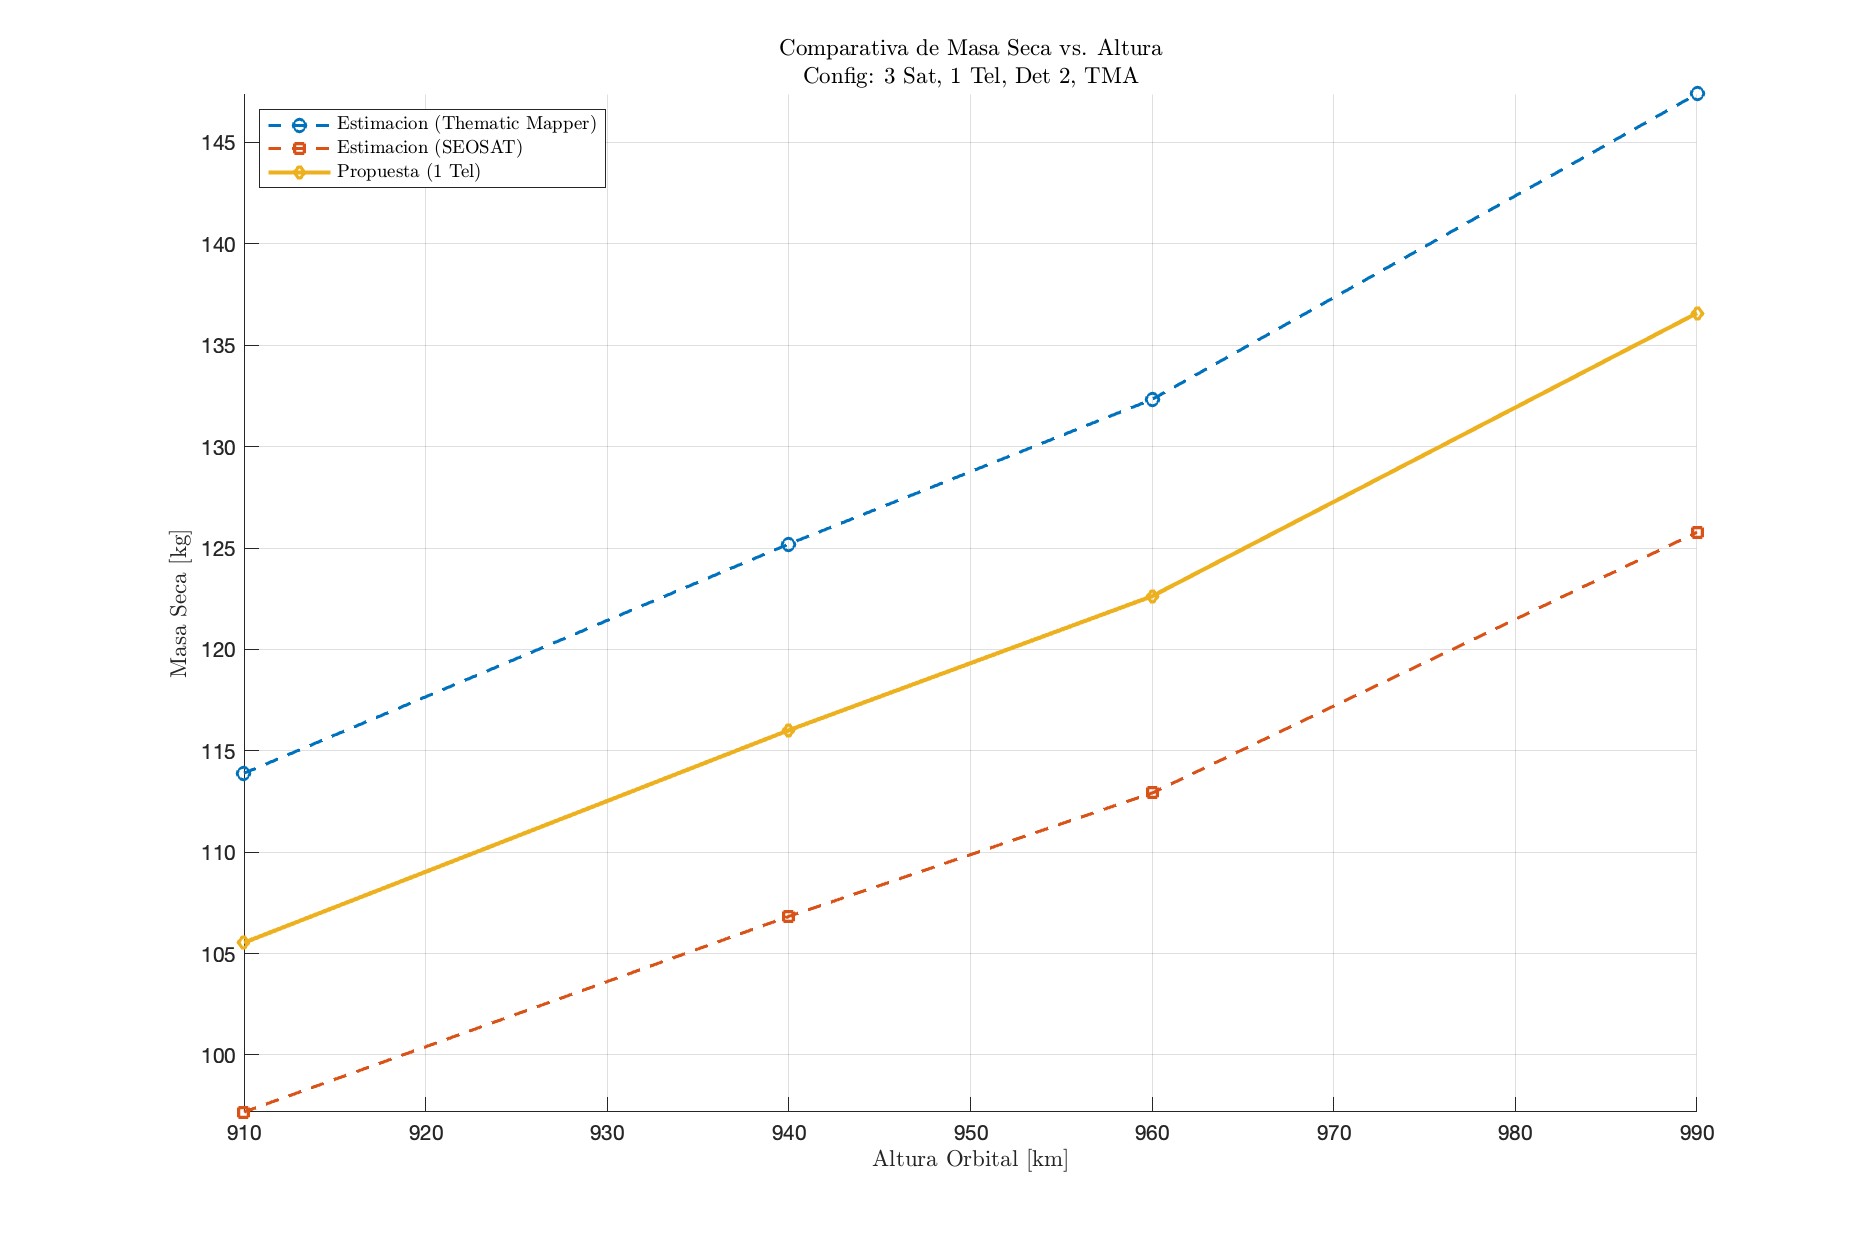 Comparativa de Masa Seca vs. Altura
Config: 3 Sat, 1 Tel, Det 2, TMA
Estimacion (Thematic Mapper)
Estimacion (SEOSAT)
Propuesta (1 Tel)
145
140
135
130
125
120
115
110
105
100
Masa Seca [kg]
910 920 930 940 950 960 970 980 990
Altura Orbital [km]